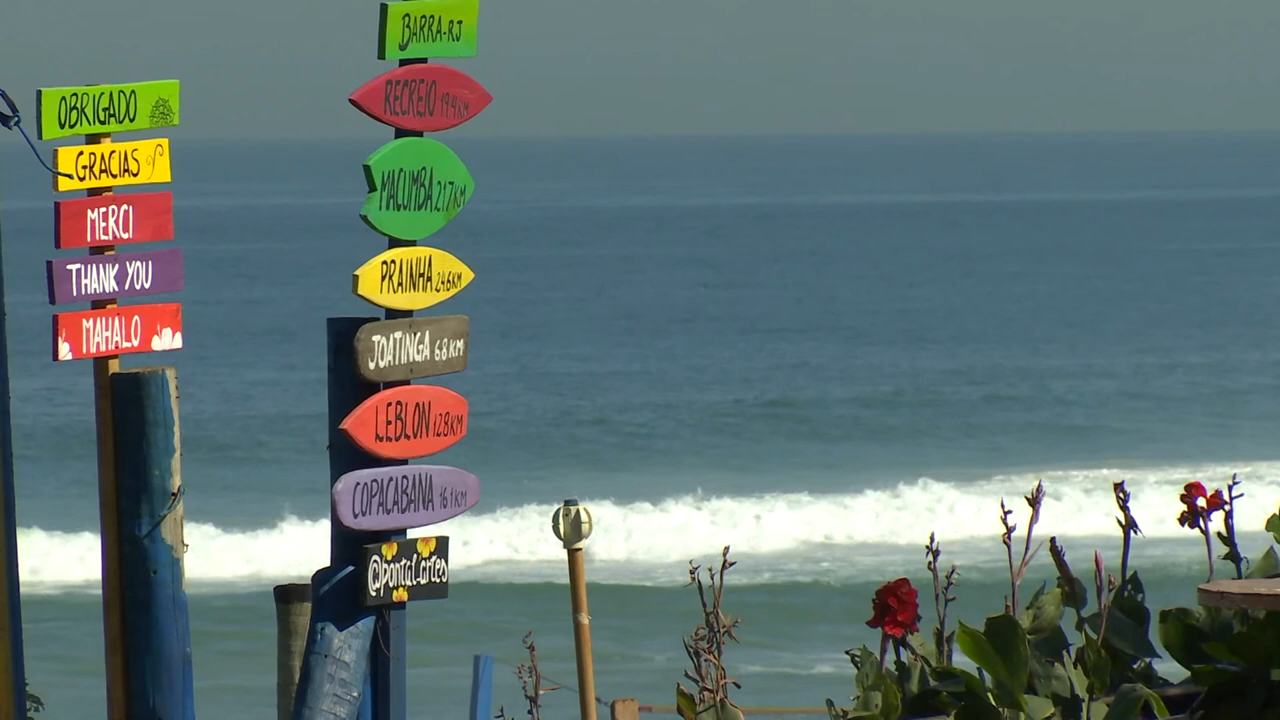 OBRIGADO
GRACIAS
MERCI
THANK YOU
MAHALO
BARRA-RJ
RECREIO 19.4KM
MACUMBA 21.7KM
PRAINHA 24.6KM
JOATINGA 6.8KM
LEBLON 12.8KM
COPACABANA 16.1KM
@pontal_artes